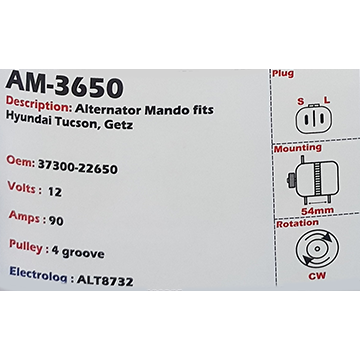 AM-3650
Description: Alternator Mando fits
Hyundai Tucson, Getz
Oem: 37300-22650
Volts : 12
Amps : 90
Pulley : 4 groove
Electrolog : ALT8732
Plug
S L
Mounting
54mm
Rotation
CW